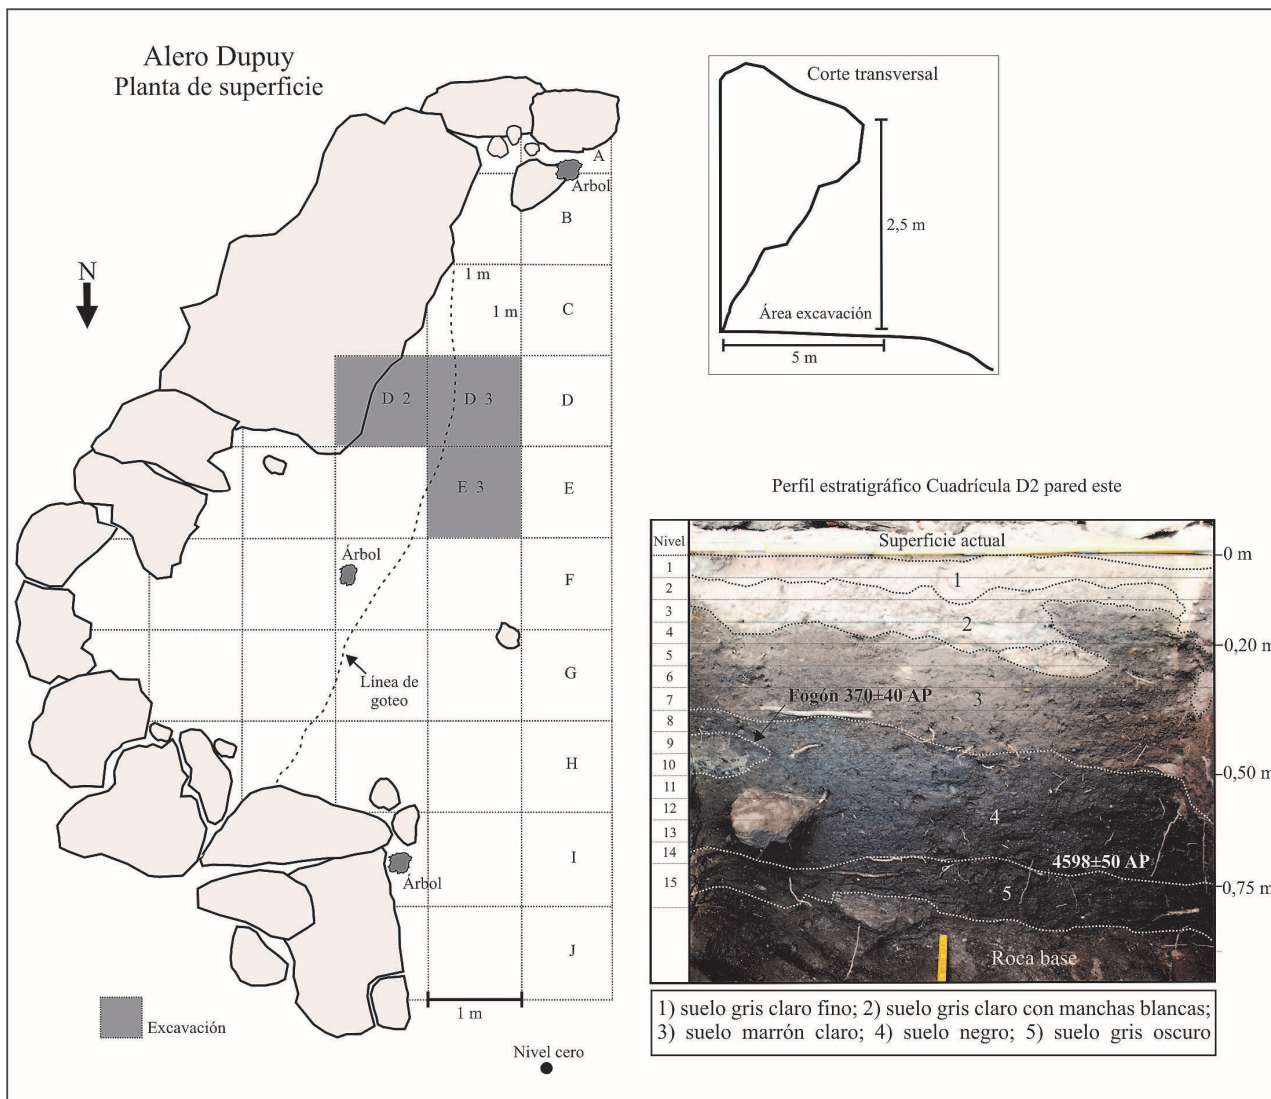 Alero Dupuy
Planta de superficie
N
A
Árbol
B
1 m
1 m
C
D 2
D 3
D
E 3
E
Árbol
F
G
Línea de
goteo
H
I
Árbol
J
1 m
Excavación
Nivel cero
Corte transversal
2,5 m
Área excavación
5 m
Perfil estratigráfico Cuadrícula D2 pared este
Nivel
Superficie actual
0 m
1
1
2
3
2
4
0,20 m
5
6
Fogón 370±40 AP
3
7
8
9
10
0,50 m
11
12
4
13
14
4598±50 AP
15
5
0,75 m
Roca base
1) suelo gris claro fino; 2) suelo gris claro con manchas blancas;
3) suelo marrón claro; 4) suelo negro; 5) suelo gris oscuro